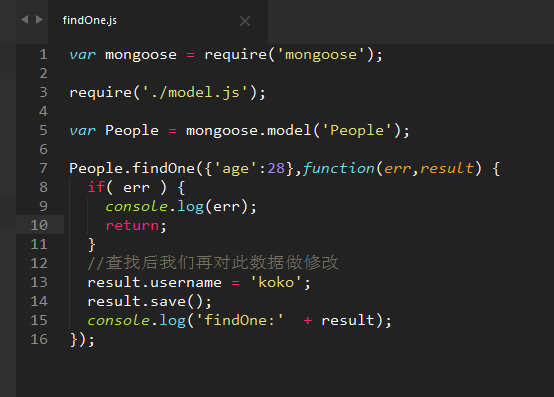 findOne.js
1 var mongoose = require('mongoose');
2
3 require('./model.js');
4
5 var People = mongoose.model('People');
6
7 People.findOne({'age':28},function(err,result) {
8   if( err ) {
9     console.log(err);
10     return;
11   }
12   //查找后我们再对此数据做修改
13   result.username = 'koko';
14   result.save();
15   console.log('findOne:'  + result);
16 });